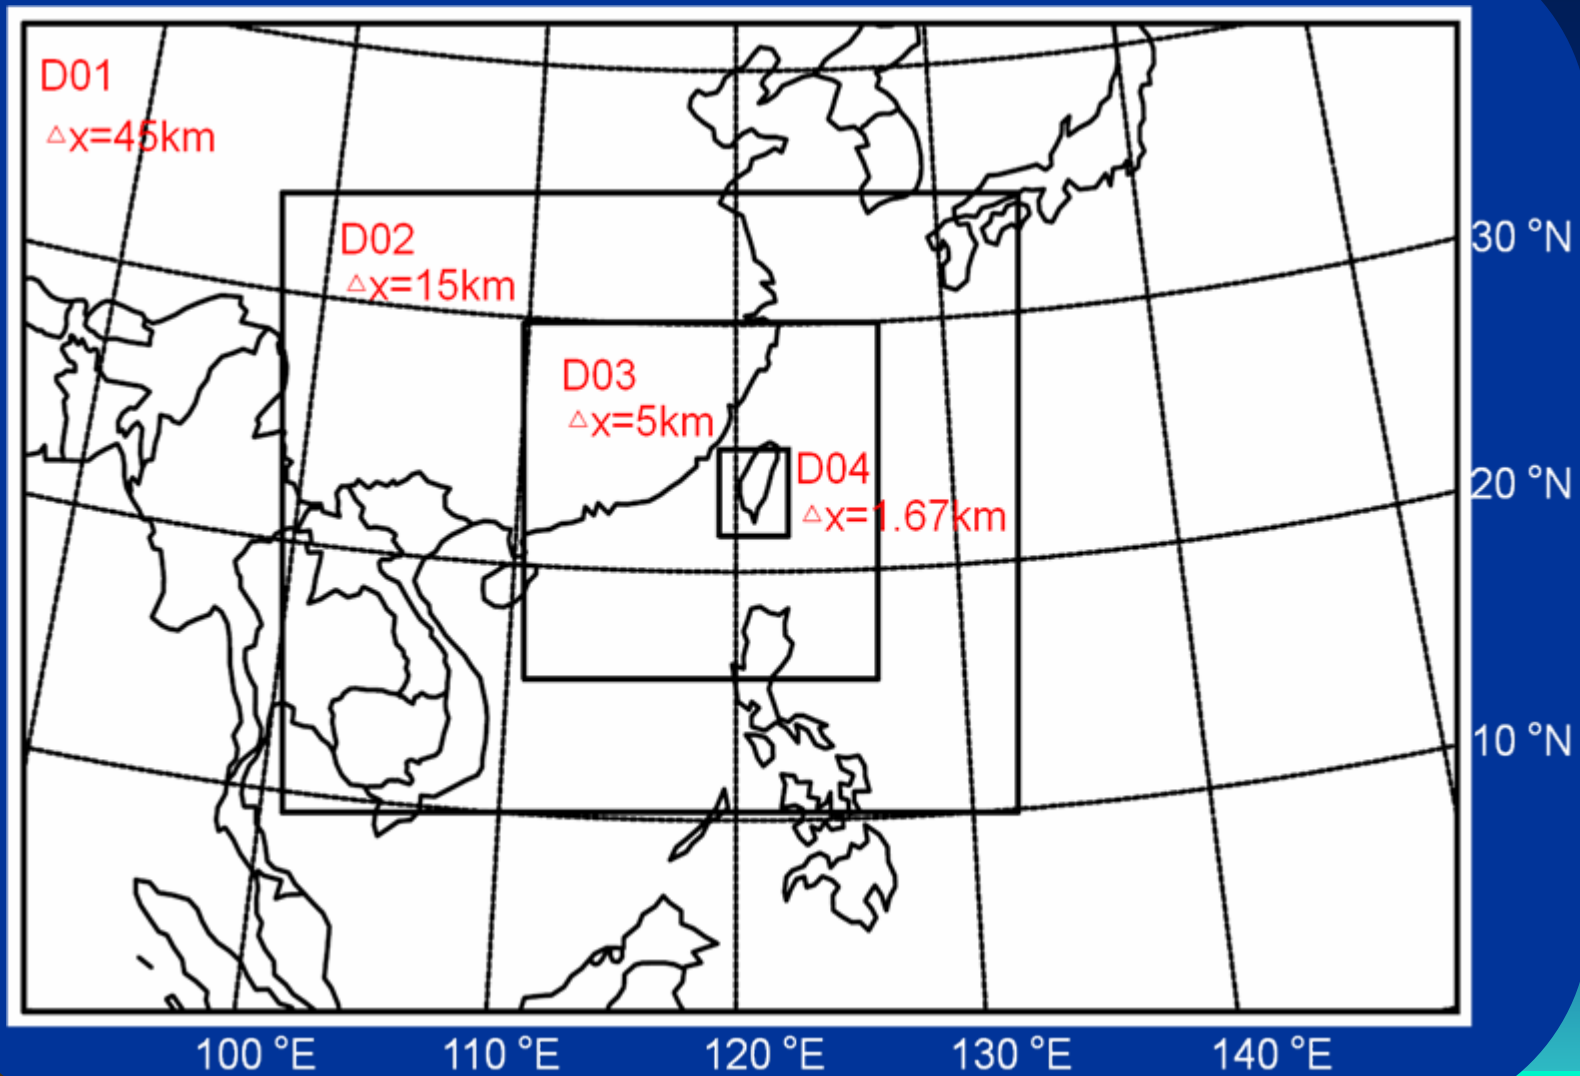 D01
△x=45km
D02
△x=15km
D03
△x=5km
D04
△x=1.67km
30 °N
20 °N
10 °N
100 °E
110 °E
120 °E
130 °E
140 °E